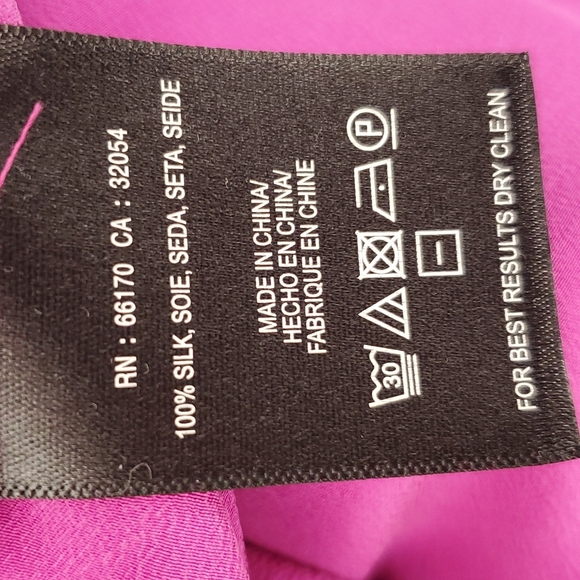 RN : 66170 CA : 32054
100% SILK, SOIE, SEDA, SETA, SEIDE
MADE IN CHINA/
HECHO EN CHINA/
FABRIQUE EN CHINE
30
P
FOR BEST RESULTS DRY CLEAN